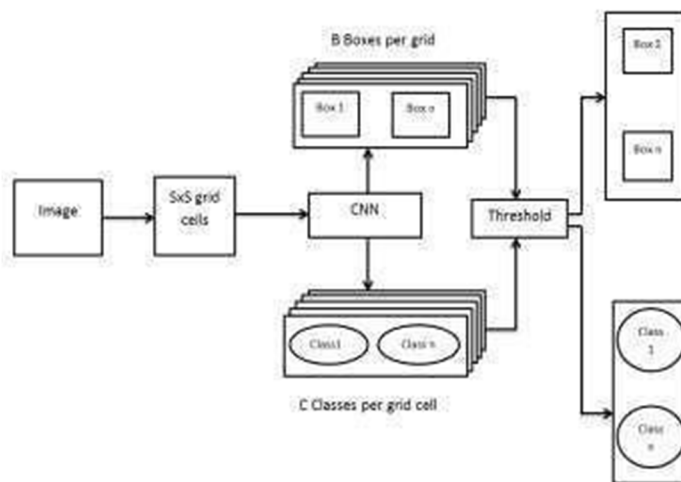 B Boxes per grid
Box 1
Box n
Image
SxS grid
cells
CNN
Threshold
Class1
Class n
C Classes per grid cell
Box 1
Box n
Class
1
Class
n